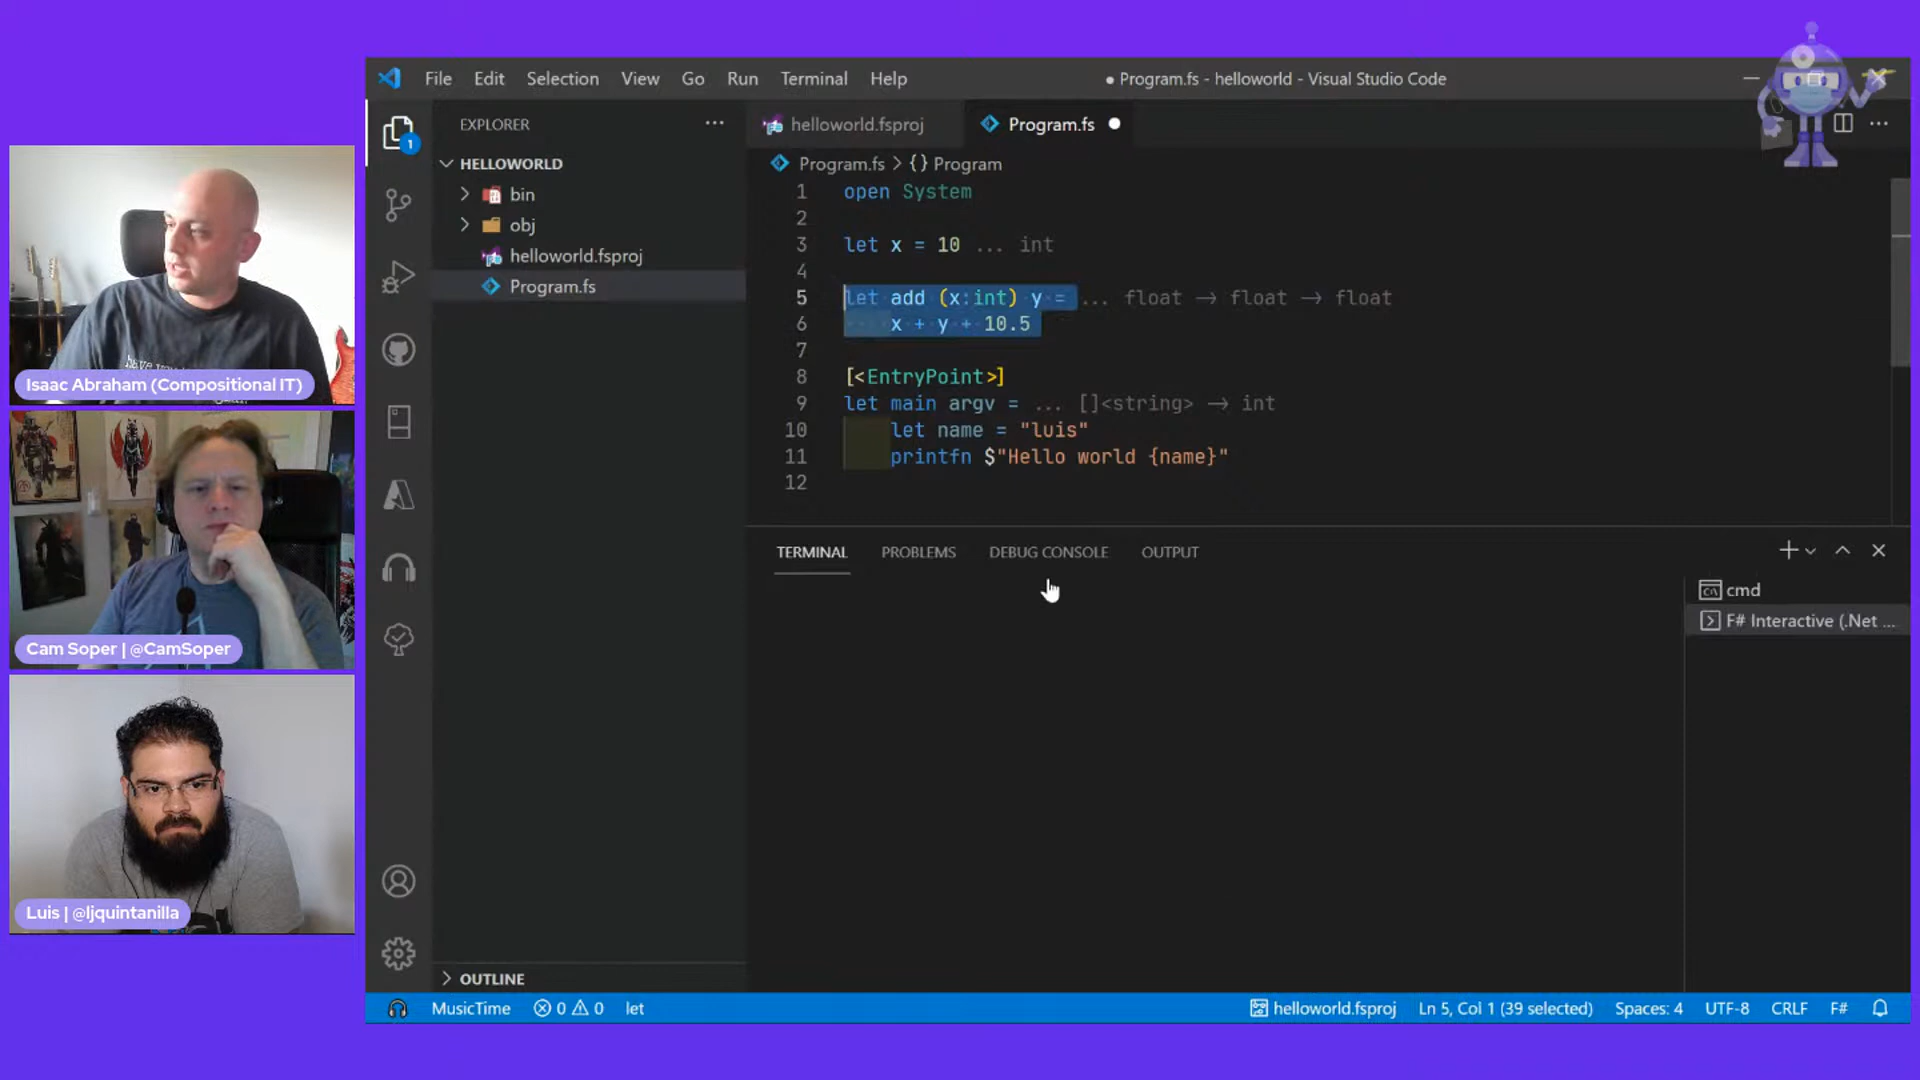 File Edit Selection View Go Run Terminal Help
● Program.fs - helloworld - Visual Studio Code
EXPLORER
HELLOWORLD
bin
obj
helloworld.fsproj
Program.fs
OUTLINE
1
helloworld.fsproj
Program.fs
Program.fs > {} Program
1 open System
2
3 let x = 10 ... int
4
5 let add (x:int) y = ... float → float → float
6 x + y + 10.5
7
8 [<EntryPoint>]
9 let main argv = ... []<string> → int
10 let name = "luis"
11 printfn $"Hello world {name}"
12
TERMINAL PROBLEMS DEBUG CONSOLE OUTPUT
cmd
F# Interactive (.Net ...
MusicTime 0 0 let
helloworld.fsproj Ln 5, Col 1 (39 selected) Spaces: 4 UTF-8 CRLF F#
Isaac Abraham (Compositional IT)
Cam Soper | @CamSoper
Luis | @ljquintanilla